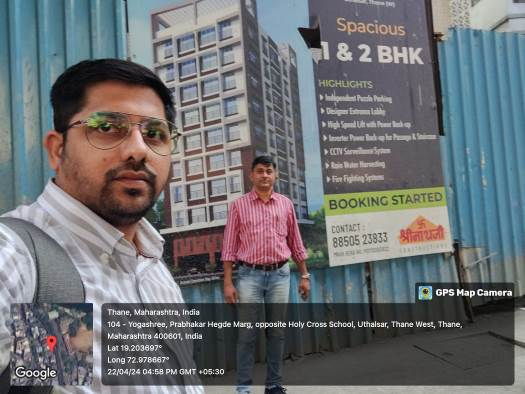 Spacious
1 & 2 BHK
HIGHLIGHTS
Independent Puzzle Parking
Designer Entrance Lobby
High Speed Lift with Power Back-up
Inverter Power Back-up for Passage & Staircase
CCTV Surveillance System
Rain Water Harvesting
Fire Fighting Systems
BOOKING STARTED
CONTACT :
88505 23833
श्रीनाथजी
CONSTRUCTIONS
GPS Map Camera
Thane, Maharashtra, India
104 - Yogashree, Prabhakar Hegde Marg, opposite Holy Cross School, Uthalsar, Thane West, Thane,
Maharashtra 400601, India
Lat 19.203697°
Long 72.978667°
22/04/24 04:58 PM GMT +05:30
Google